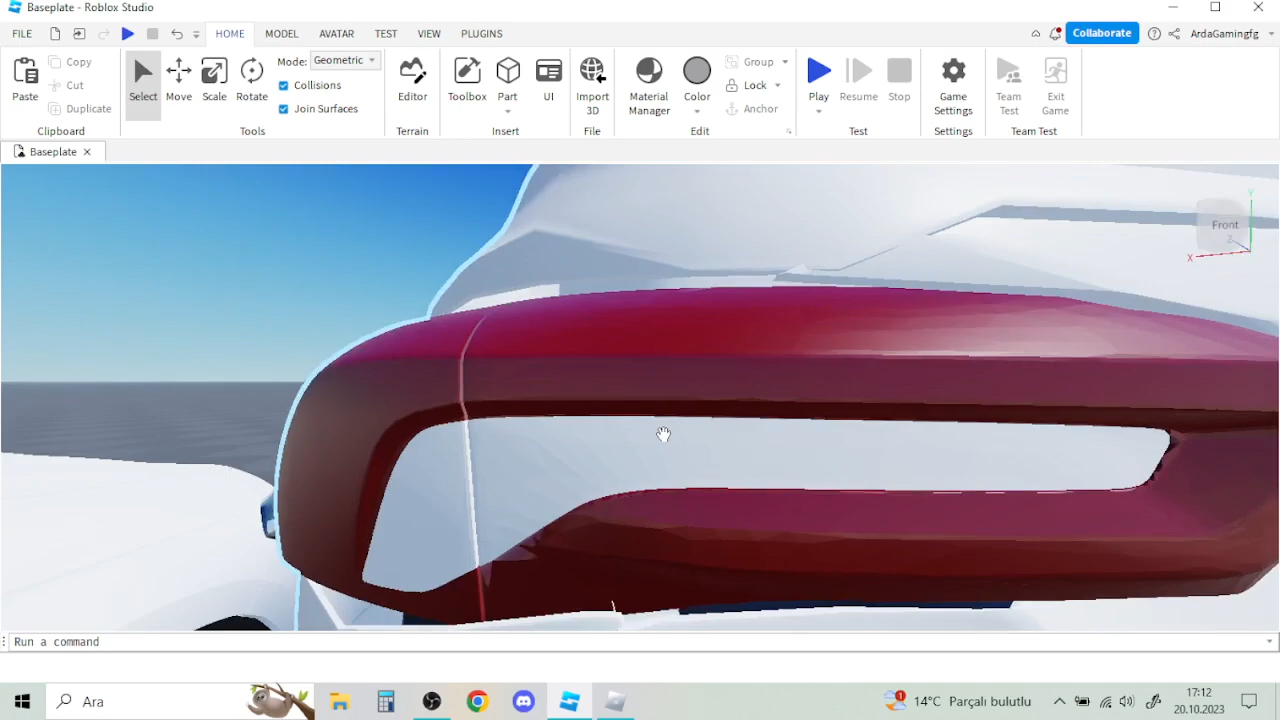 Baseplate - Roblox Studio
FILE HOME MODEL AVATAR TEST VIEW PLUGINS Collaborate ArdaGamingfg
Paste Copy Cut Duplicate Clipboard
Select Move Scale Rotate Mode: Geometric Collisions Join Surfaces Tools
Editor Terrain
Toolbox Part UI Insert
Import 3D File
Material Manager Color Group Lock Anchor Edit
Play Resume Stop Test
Game Settings Settings
Team Test Exit Game Team Test
Baseplate
Front
Y
Z
X
Run a command
Ara
1
14°C Parçalı bulutlu
17:12
20.10.2023